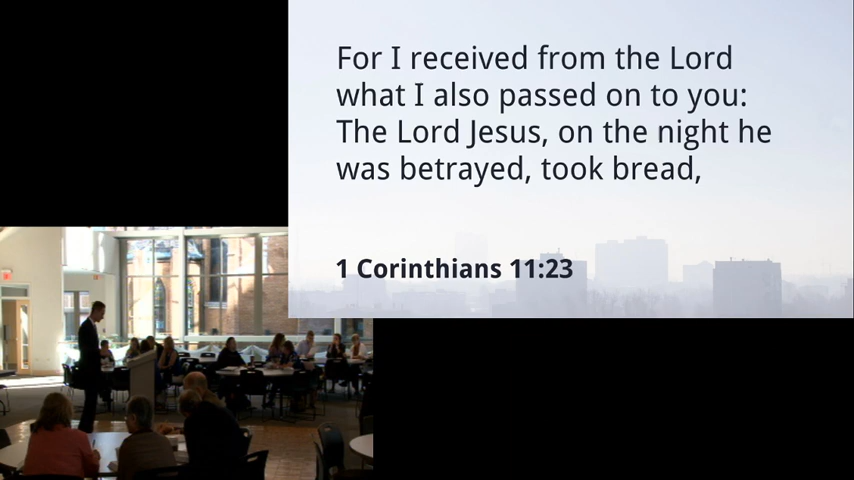 For I received from the Lord
what I also passed on to you:
The Lord Jesus, on the night he
was betrayed, took bread,
1 Corinthians 11:23